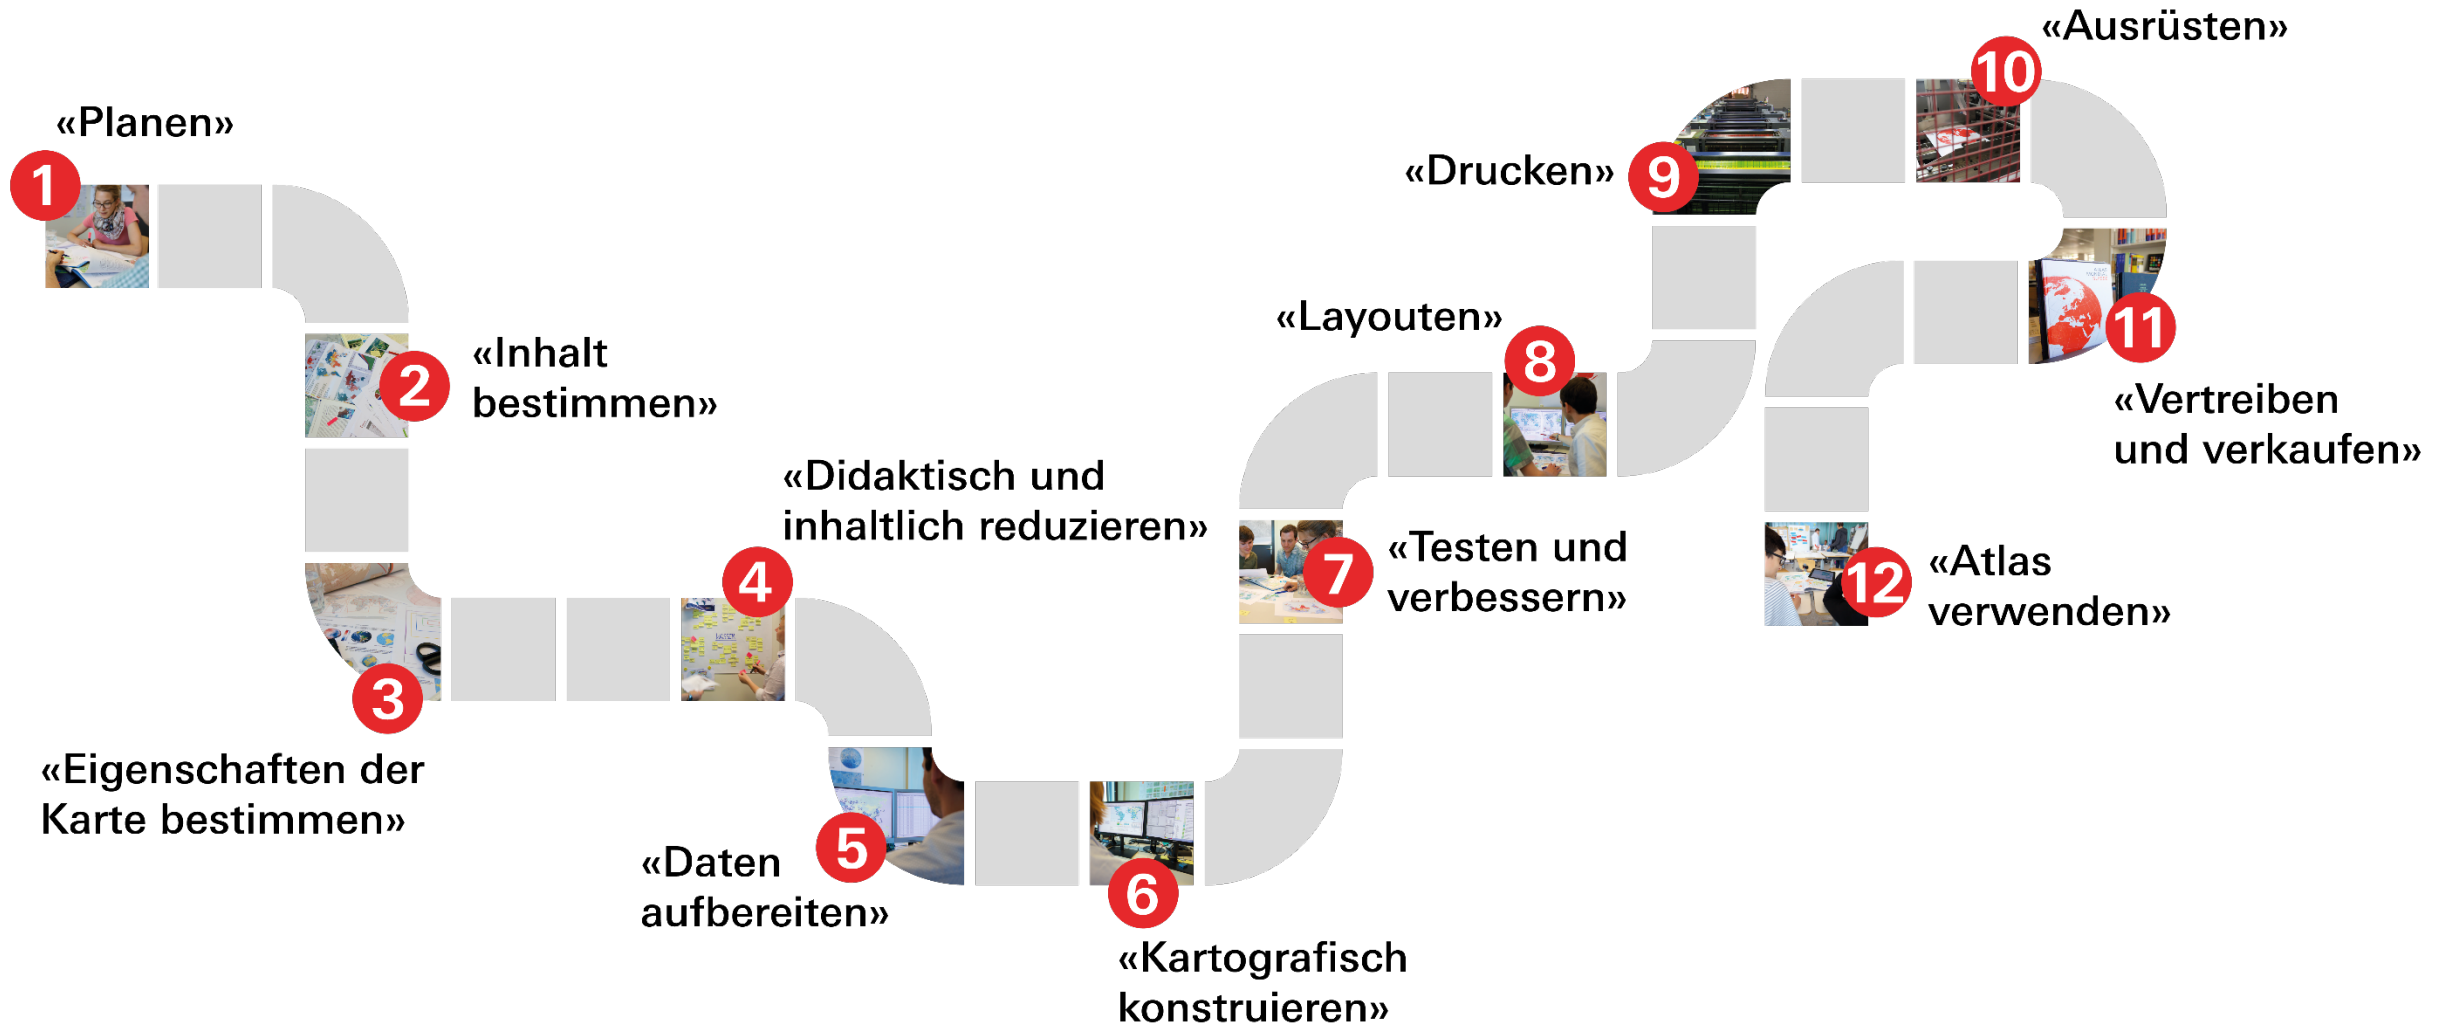 «Planen»
1
2
«Inhalt
bestimmen»
3
«Eigenschaften der
Karte bestimmen»
«Didaktisch und
inhaltlich reduzieren»
4
5
«Daten
aufbereiten»
6
«Kartografisch
konstruieren»
7
«Testen und
verbessern»
«Layouten»
8
«Drucken»
9
«Ausrüsten»
10
11
«Vertreiben
und verkaufen»
12
«Atlas
verwenden»